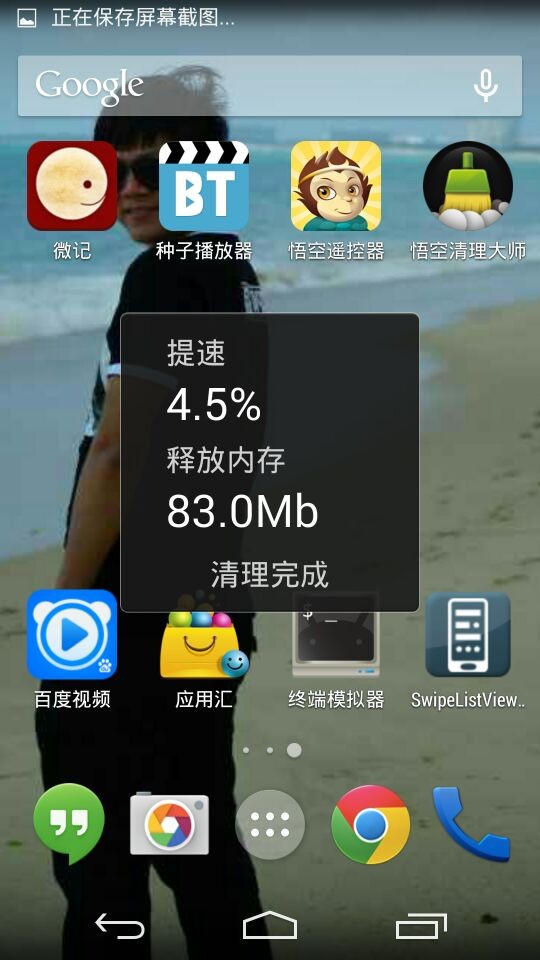 正在保存屏幕截图...
Google
BT
微记
种子播放器
悟空遥控器
悟空清理大师
提速
4.5%
释放内存
83.0Mb
清理完成
$ _
百度视频
应用汇
终端模拟器
SwipeListView..